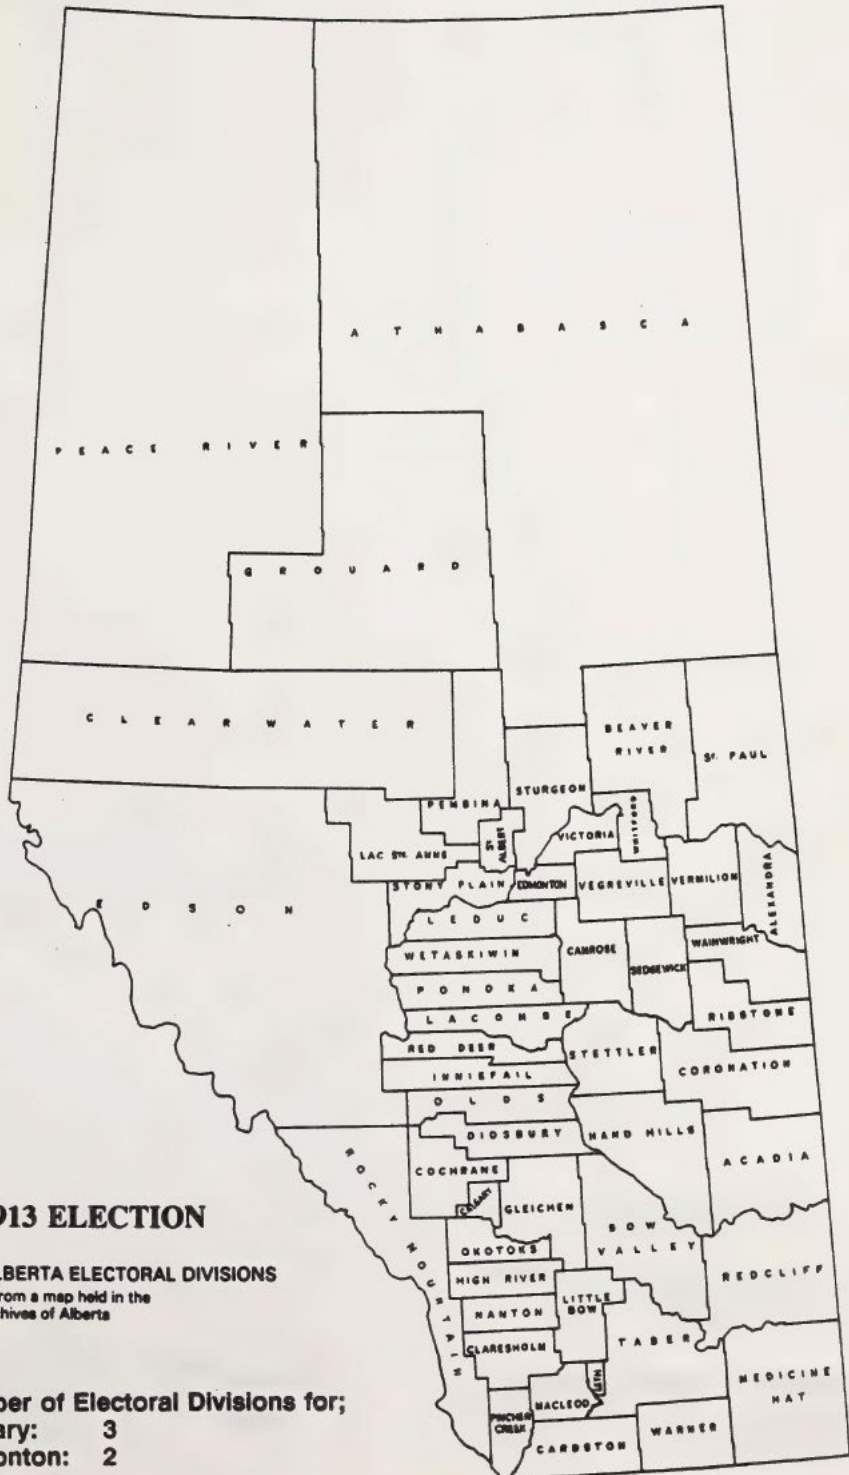 ATHABASCA
PEACE RIVER
GROUARD
CLEARWATER
BEAVER
RIVER
St. PAUL
STURGEON
PEMBINA
WHITFORD
VICTORIA
ST.
ALBERT
LAC STE. ANNE
STONY PLAIN
EDMONTON
VEGREVILLE
VERMILION
ALEXANDRA
EDSON
LEDUC
WETASKIWIN
CAMROSE
SEDGEWICK
WAINWRIGHT
PONOKA
LACOMBE
RIBSTONE
RED DEER
STETTLER
CORONATION
INNISFAIL
OLDS
DIDSBURY
HAND HILLS
ACADIA
COCHRANE
CALGARY
GLEICHEN
ROCKY MOUNTAIN
BOW
VALLEY
REDCLIFF
OKOTOKS
HIGH RIVER
LITTLE
BOW
NANTON
TABER
CLARESHOLM
LETH
MEDICINE
HAT
PINCHER
CREEK
MACLEOD
CARDSTON
WARNER
913 ELECTION
LBERTA ELECTORAL DIVISIONS
rom a map held in the
chives of Alberta
ber of Electoral Divisions for;
ary: 3
onton: 2